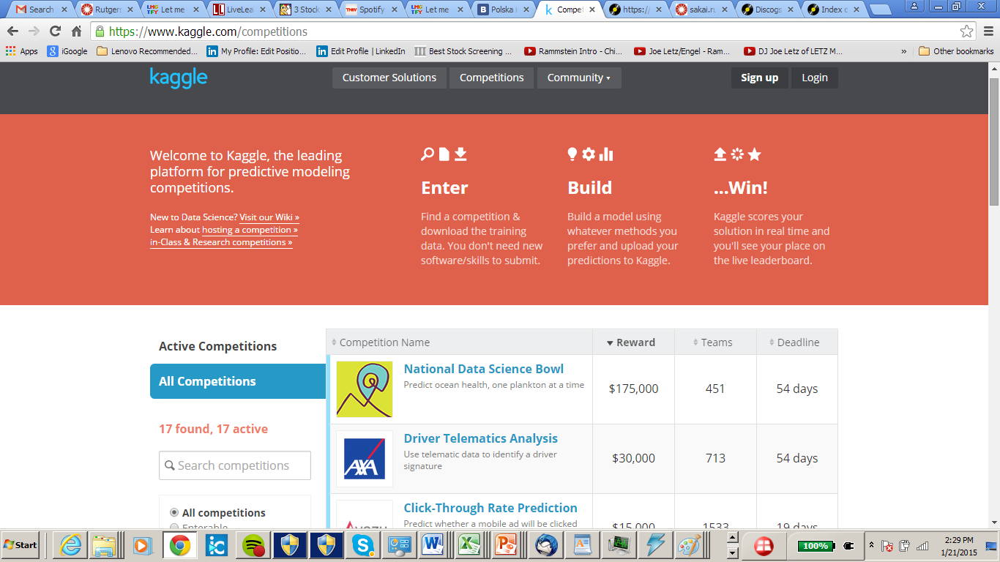 Search
Rutgers
LMG TFY Let me
LL LiveLea
3 Stock
TNW Spotify
LMG TFY Let me
B Polska i
k Compet
https://
sakai.ru
Discogs
Index o
https://www.kaggle.com/competitions
Apps
iGoogle
Lenovo Recommended...
in My Profile: Edit Positio...
in Edit Profile | LinkedIn
Best Stock Screening ...
Rammstein Intro - Chi...
Joe Letz/Engel - Ram...
DJ Joe Letz of LETZ M...
»
Other bookmarks
kaggle
Customer Solutions
Competitions
Community
Sign up
Login
Welcome to Kaggle, the leading
platform for predictive modeling
competitions.
New to Data Science? Visit our Wiki »
Learn about hosting a competition »
in-Class & Research competitions »
Enter
Find a competition &
download the training
data. You don't need new
software/skills to submit.
Build
Build a model using
whatever methods you
prefer and upload your
predictions to Kaggle.
...Win!
Kaggle scores your
solution in real time and
you'll see your place on
the live leaderboard.
Active Competitions
All Competitions
17 found, 17 active
Search competitions
All competitions
Enterable
Competition Name
Reward
Teams
Deadline
National Data Science Bowl
Predict ocean health, one plankton at a time
$175,000
451
54 days
AXA
Driver Telematics Analysis
Use telematic data to identify a driver
signature
$30,000
713
54 days
Click-Through Rate Prediction
Predict whether a mobile ad will be clicked
$15,000
1533
19 days
Start
100%
2:29 PM
1/21/2015